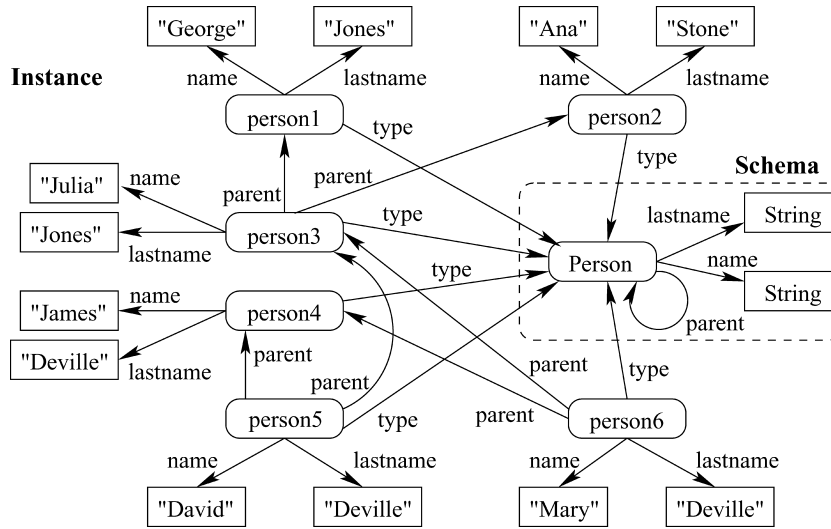 "George"
"Jones"
"Ana"
"Stone"
Instance
name
lastname
name
lastname
person1
person2
type
type
Schema
"Julia"
name
parent
parent
lastname
String
"Jones"
person3
type
lastname
Person
name
String
type
name
"James"
person4
parent
"Deville"
lastname
parent
parent
parent
type
person5
type
parent
person6
name
lastname
name
lastname
"David"
"Deville"
"Mary"
"Deville"